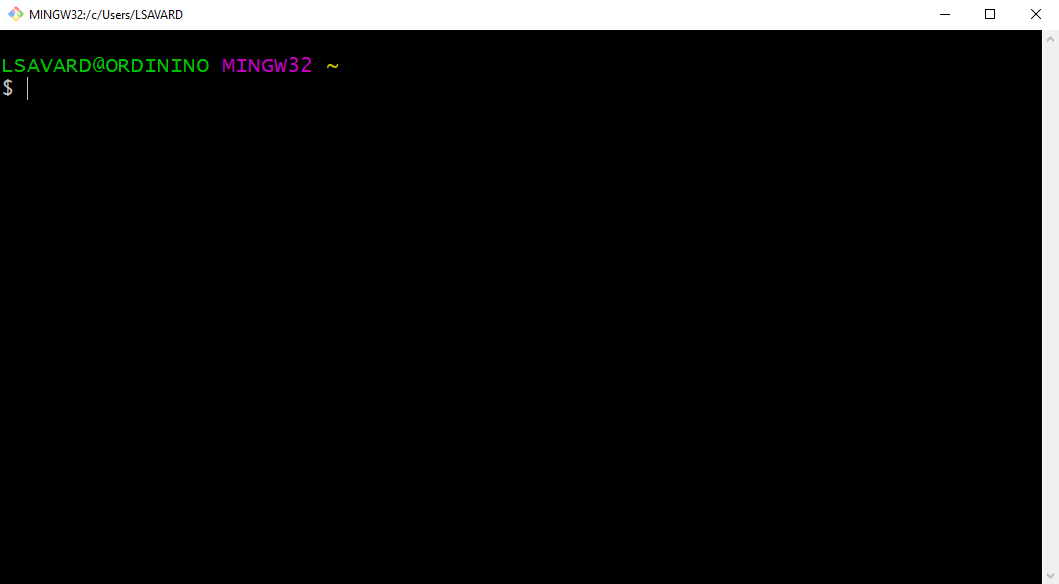 MINGW32:/c/Users/LSAVARD
LSAVARD@ORDININO MINGW32 ~
$